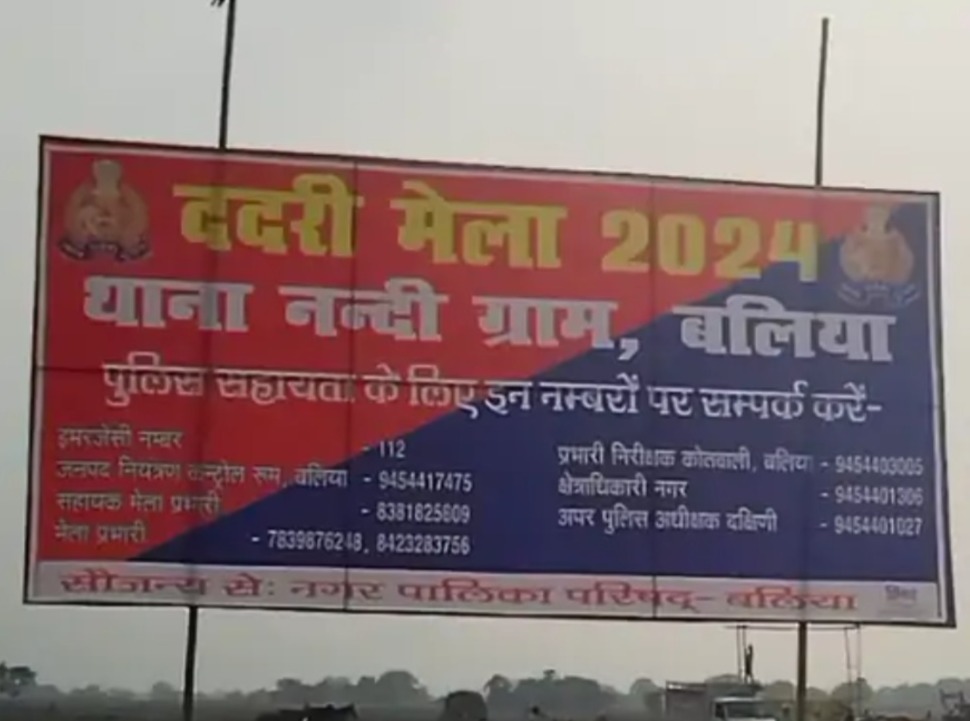 ददरी मेला 2024
थाना नन्दी ग्राम, बलिया
पुलिस सहायता के लिए इन नम्बरों पर सम्पर्क करें-
इमरजेंसी नम्बर - 112
जनपद नियंत्रण कन्ट्रोल रूम, बलिया - 9454417475
सहायक मेला प्रभारी - 8381825609
मेला प्रभारी - 7839876248, 8423283756
प्रभारी निरीक्षक कोतवाली, बलिया - 9454403005
क्षेत्राधिकारी नगर - 9454401306
अपर पुलिस अधीक्षक दक्षिणी - 9454401027
सौजन्य से: नगर पालिका परिषद्- बलिया